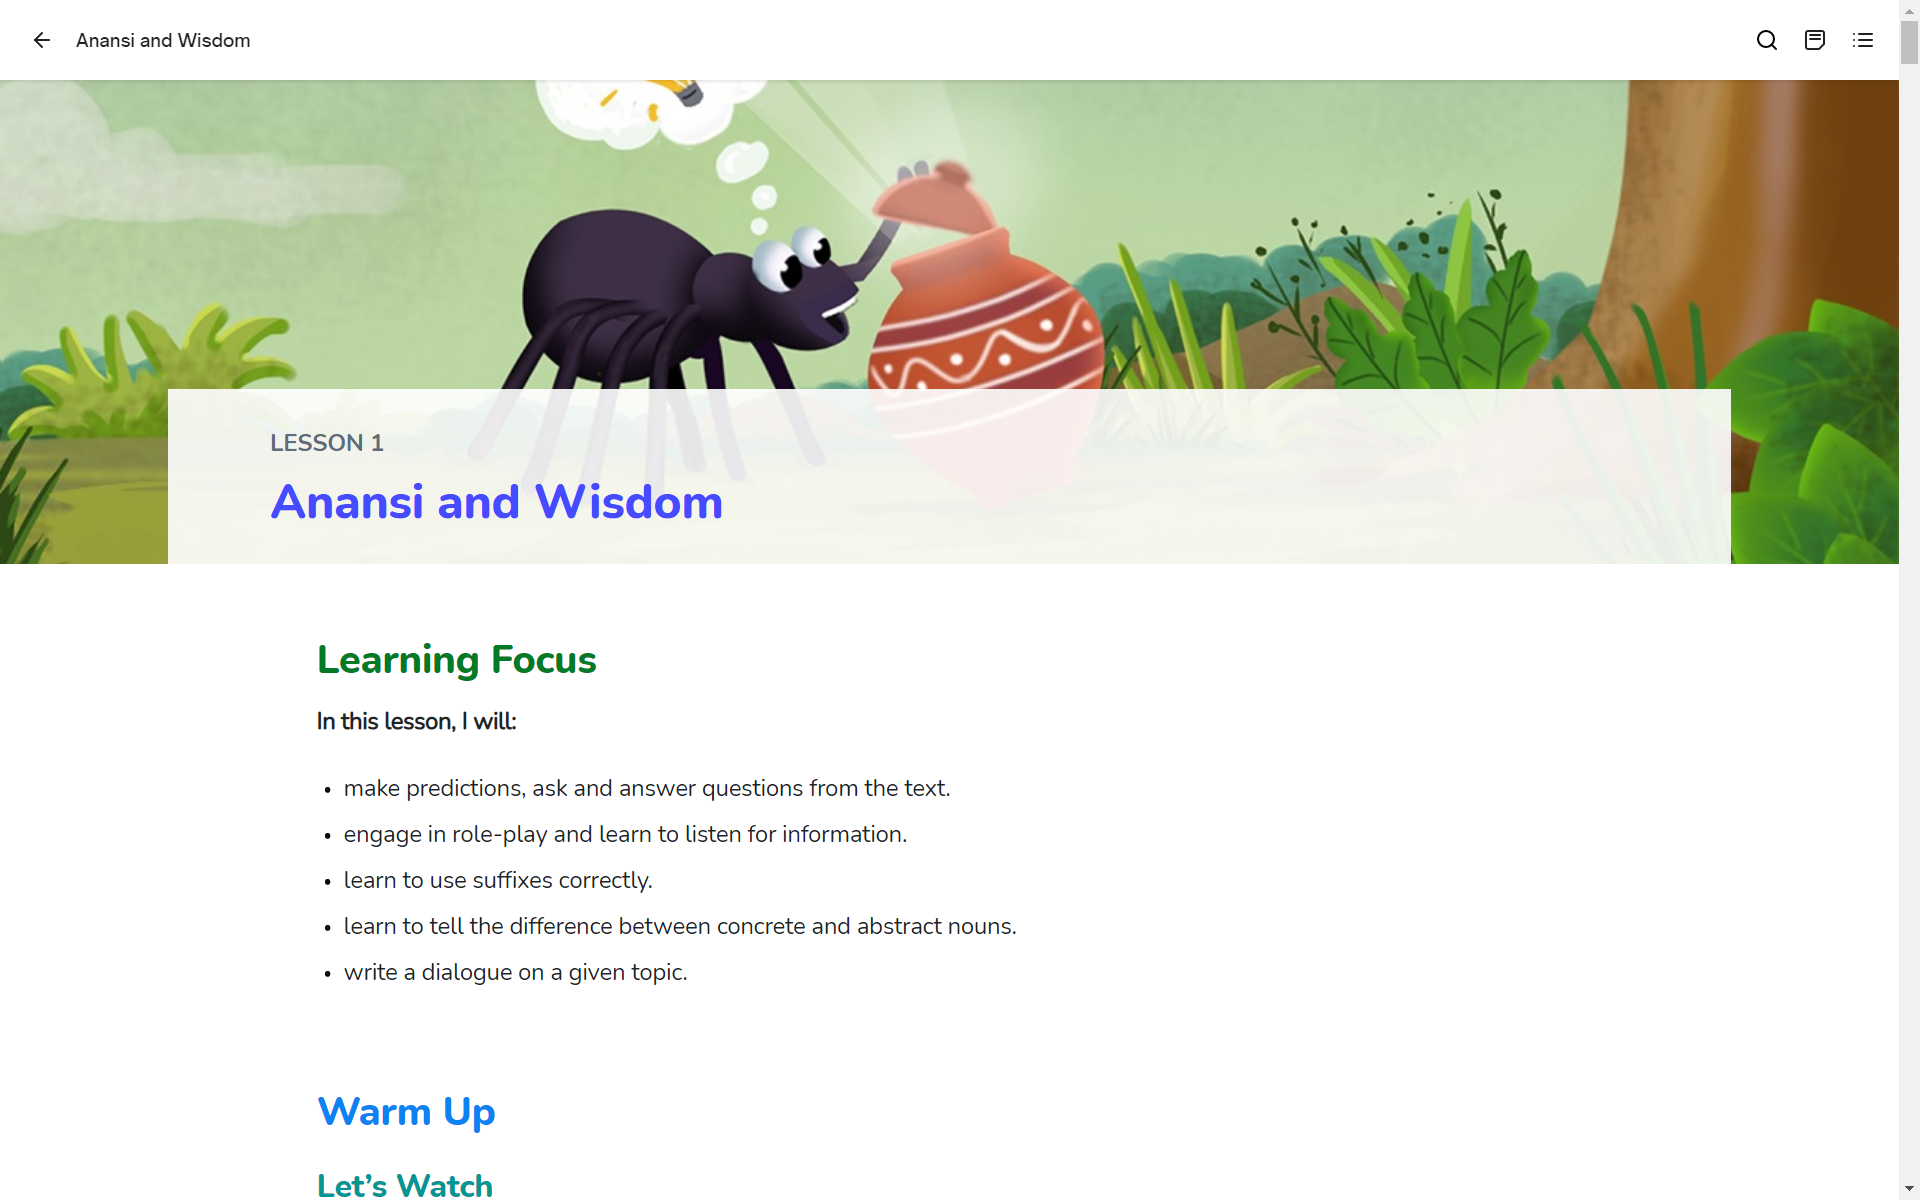 Anansi and Wisdom
LESSON 1
Anansi and Wisdom
Learning Focus
In this lesson, I will:
• make predictions, ask and answer questions from the text.
• engage in role-play and learn to listen for information.
• learn to use suffixes correctly.
• learn to tell the difference between concrete and abstract nouns.
• write a dialogue on a given topic.
Warm Up
Let’s Watch